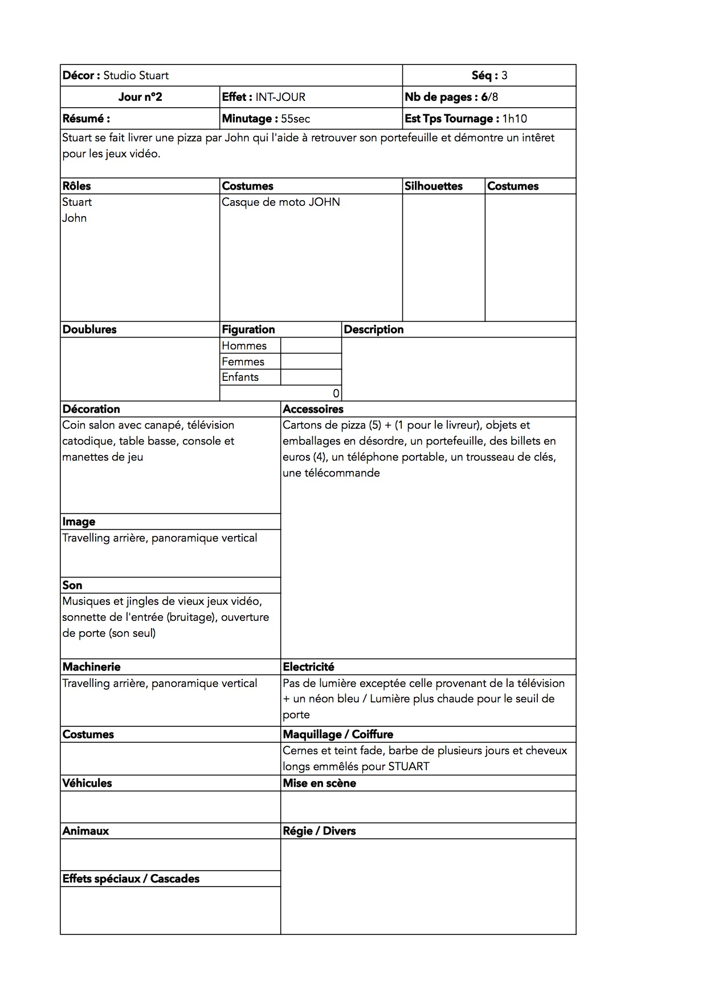 Décor : Studio Stuart
Séq : 3
Jour n°2
Effet : INT-JOUR
Nb de pages : 6/8
Résumé :
Minutage : 55sec
Est Tps Tournage : 1h10
Stuart se fait livrer une pizza par John qui l'aide à retrouver son portefeuille et démontre un intêret
pour les jeux vidéo.
Rôles
Costumes
Silhouettes
Costumes
Stuart
John
Casque de moto JOHN
Doublures
Figuration
Description
Hommes
Femmes
Enfants
0
Décoration
Accessoires
Coin salon avec canapé, télévision
catodique, table basse, console et
manettes de jeu
Cartons de pizza (5) + (1 pour le livreur), objets et
emballages en désordre, un portefeuille, des billets en
euros (4), un téléphone portable, un trousseau de clés,
une télécommande
Image
Travelling arrière, panoramique vertical
Son
Musiques et jingles de vieux jeux vidéo,
sonnette de l'entrée (bruitage), ouverture
de porte (son seul)
Machinerie
Electricité
Travelling arrière, panoramique vertical
Pas de lumière exceptée celle provenant de la télévision
+ un néon bleu / Lumière plus chaude pour le seuil de
porte
Costumes
Maquillage / Coiffure
Cernes et teint fade, barbe de plusieurs jours et cheveux
longs emmêlés pour STUART
Véhicules
Mise en scène
Animaux
Régie / Divers
Effets spéciaux / Cascades